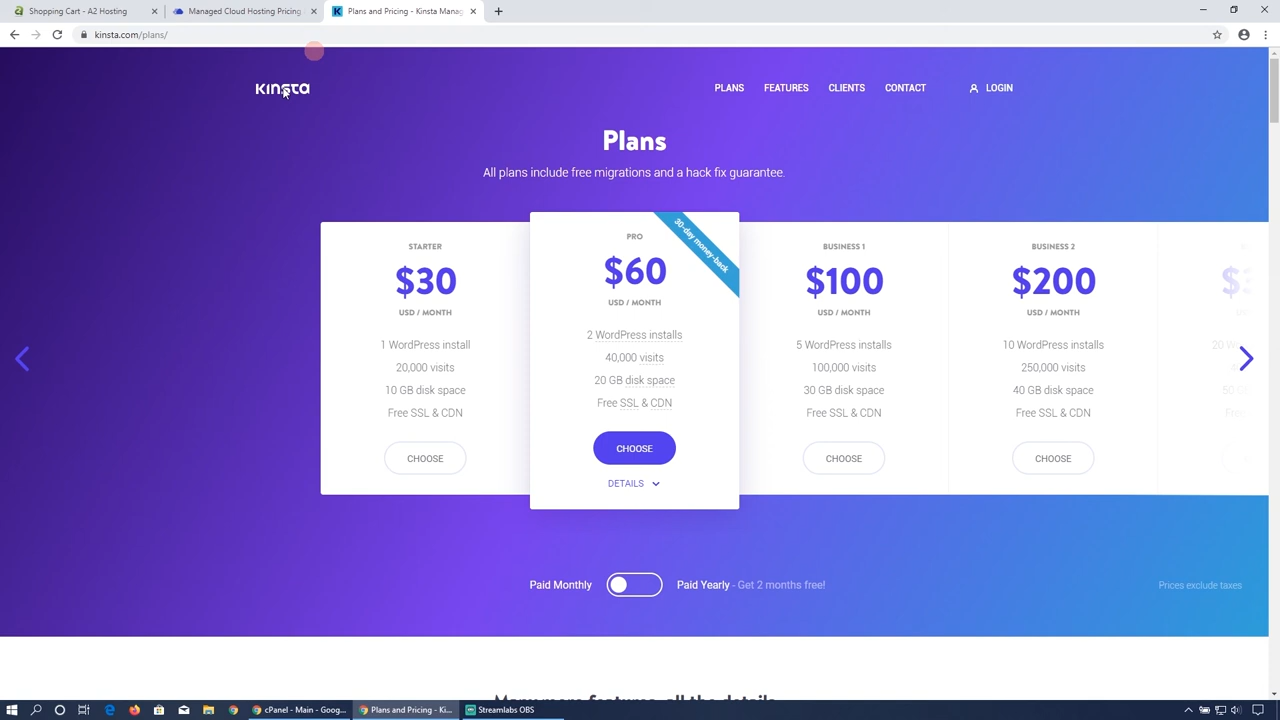 Shopping Cart - A2 Hosting
Managed Cloud Hosting Pricing
Plans and Pricing - Kinsta Manag
kinsta.com/plans/
KINSTA
PLANS
FEATURES
CLIENTS
CONTACT
LOGIN
Plans
All plans include free migrations and a hack fix guarantee.
STARTER
$30
USD / MONTH
1 WordPress install
20,000 visits
10 GB disk space
Free SSL & CDN
CHOOSE
30-day money-back
PRO
$60
USD / MONTH
2 WordPress installs
40,000 visits
20 GB disk space
Free SSL & CDN
CHOOSE
DETAILS
BUSINESS 1
$100
USD / MONTH
5 WordPress installs
100,000 visits
30 GB disk space
Free SSL & CDN
CHOOSE
BUSINESS 2
$200
USD / MONTH
10 WordPress installs
250,000 visits
40 GB disk space
Free SSL & CDN
CHOOSE
Paid Monthly
Paid Yearly - Get 2 months free!
Prices exclude taxes
Many more features, all the details
cPanel - Main - Goog...
Plans and Pricing - Ki...
Streamlabs OBS